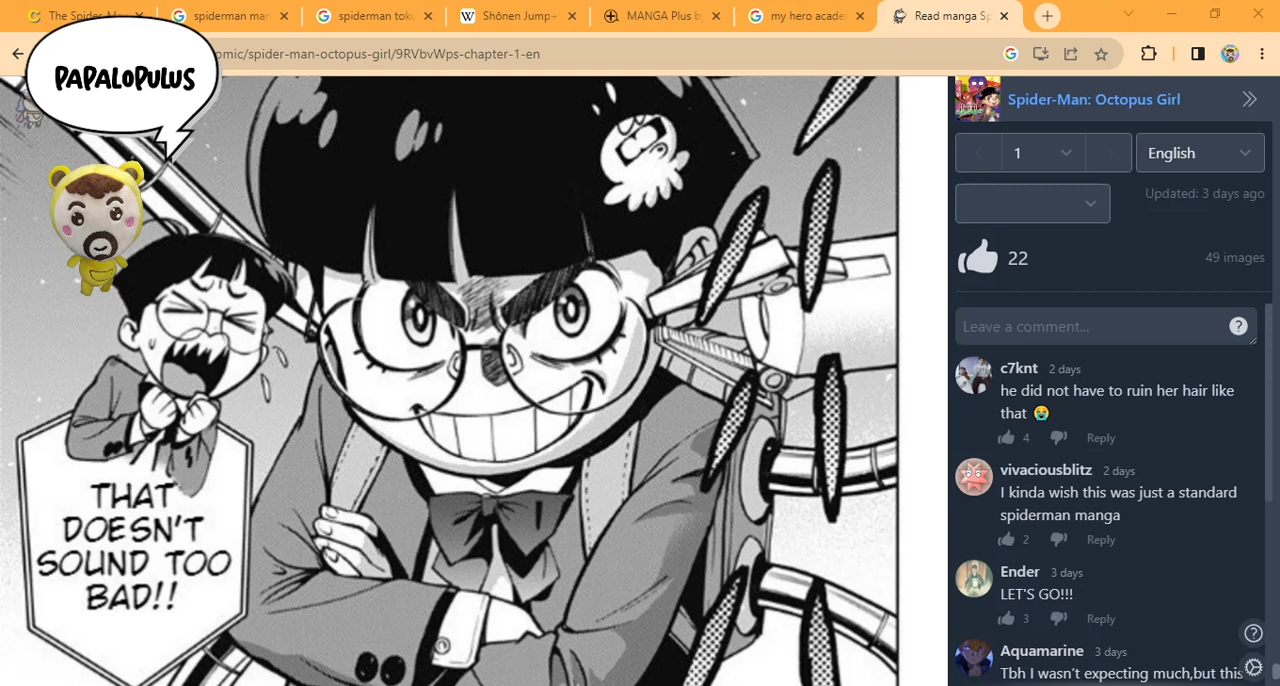 The Spider-Man
spiderman man
spiderman toku
Shōnen Jump+
MANGA Plus by
my hero acade
Read manga Sp
omic/spider-man-octopus-girl/9RVbvWps-chapter-1-en
PAPALOPULUS
THAT
DOESN'T
SOUND TOO
BAD!!
Spider-Man: Octopus Girl
1
English
Updated: 3 days ago
22
49 images
Leave a comment...
c7knt 2 days
he did not have to ruin her hair like
that 😭
4 Reply
vivaciousblitz 2 days
I kinda wish this was just a standard
spiderman manga
2 Reply
Ender 3 days
LET'S GO!!!
3 Reply
Aquamarine 3 days
Tbh I wasn't expecting much,but this